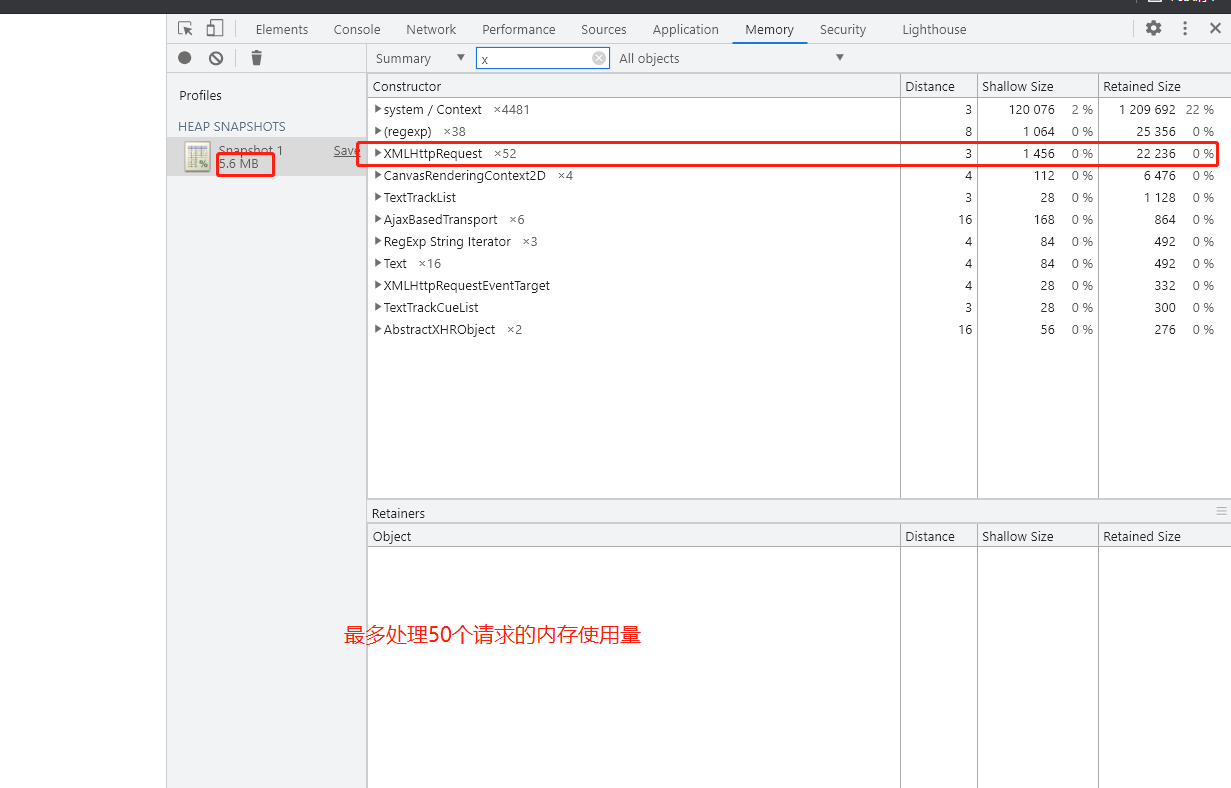 Elements Console Network Performance Sources Application Memory Security Lighthouse
Summary x All objects
Profiles
HEAP SNAPSHOTS
Snapshot 1 Save
5.6 MB
Constructor Distance Shallow Size Retained Size
system / Context ×4481 3 120 076 2 % 1 209 692 22 %
(regexp) ×38 8 1 064 0 % 25 356 0 %
XMLHttpRequest ×52 3 1 456 0 % 22 236 0 %
CanvasRenderingContext2D ×4 4 112 0 % 6 476 0 %
TextTrackList 3 28 0 % 1 128 0 %
AjaxBasedTransport ×6 16 168 0 % 864 0 %
RegExp String Iterator ×3 4 84 0 % 492 0 %
Text ×16 4 84 0 % 492 0 %
XMLHttpRequestEventTarget 4 28 0 % 332 0 %
TextTrackCueList 3 28 0 % 300 0 %
AbstractXHRObject ×2 16 56 0 % 276 0 %
Retainers
Object Distance Shallow Size Retained Size
最多处理50个请求的内存使用量